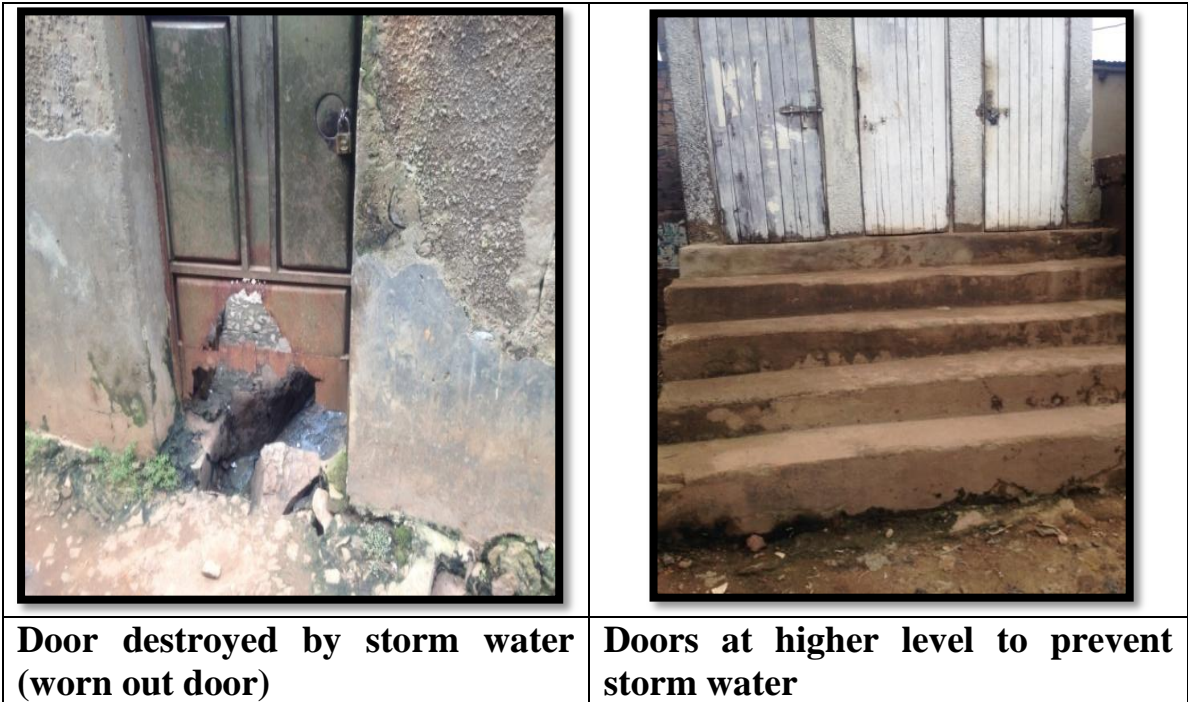 Door destroyed by storm water
(worn out door)
Doors at higher level to prevent
storm water